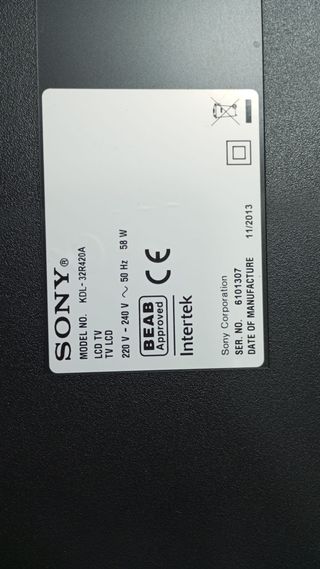 SONY®
MODEL NO. KDL-32R420A
LCD TV
TV LCD
220 V - 240 V ~ 50 Hz 58 W
BEAB
Approved
CE
Intertek
Sony Corporation
SER. NO. 6101307
DATE OF MANUFACTURE 11/2013